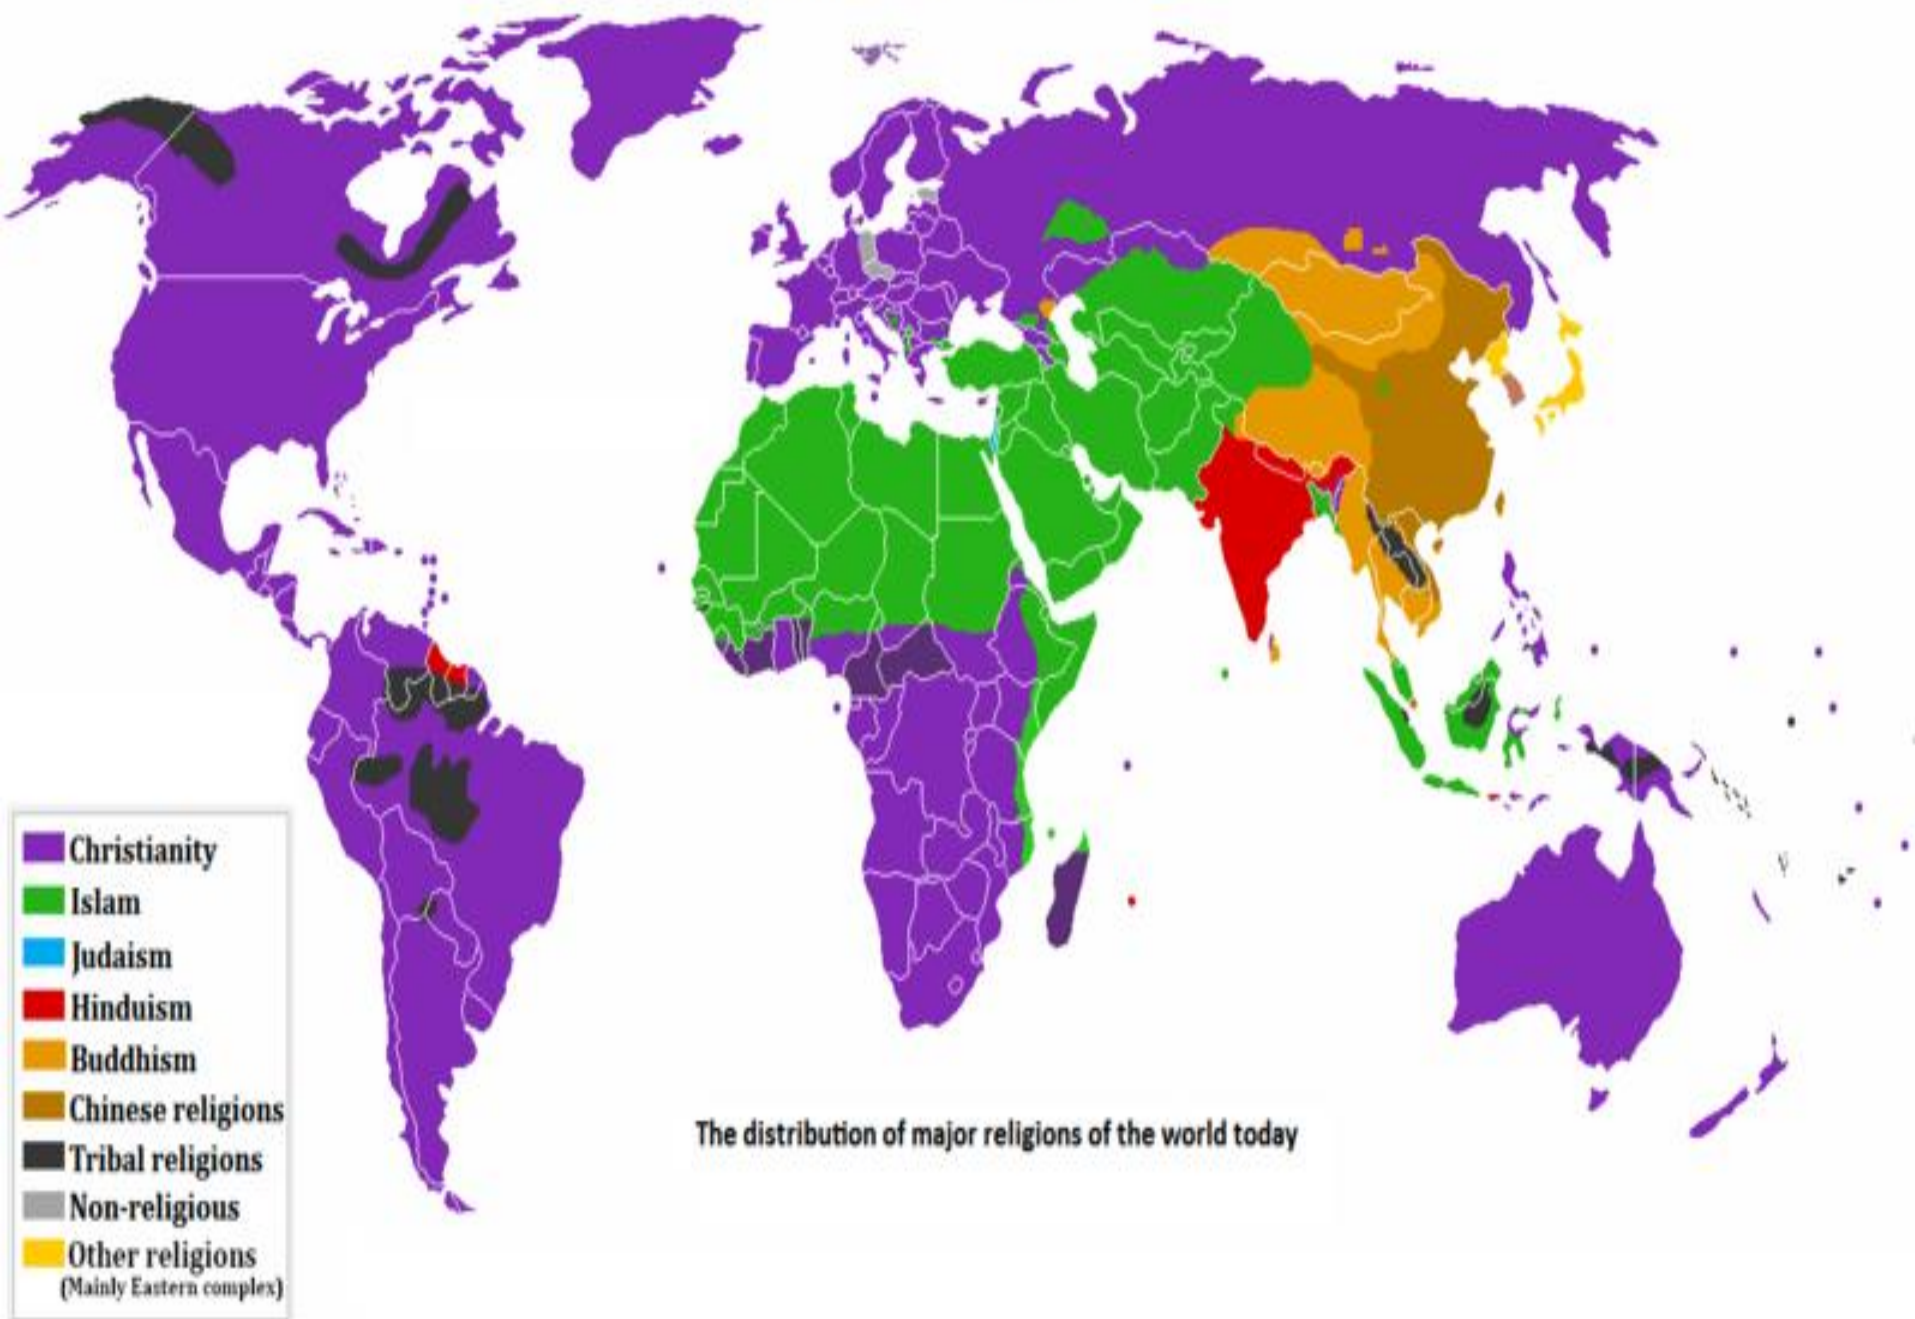 Christianity
Islam
Judaism
Hinduism
Buddhism
Chinese religions
Tribal religions
Non-religious
Other religions
(Mainly Eastern complex)
The distribution of major religions of the world today